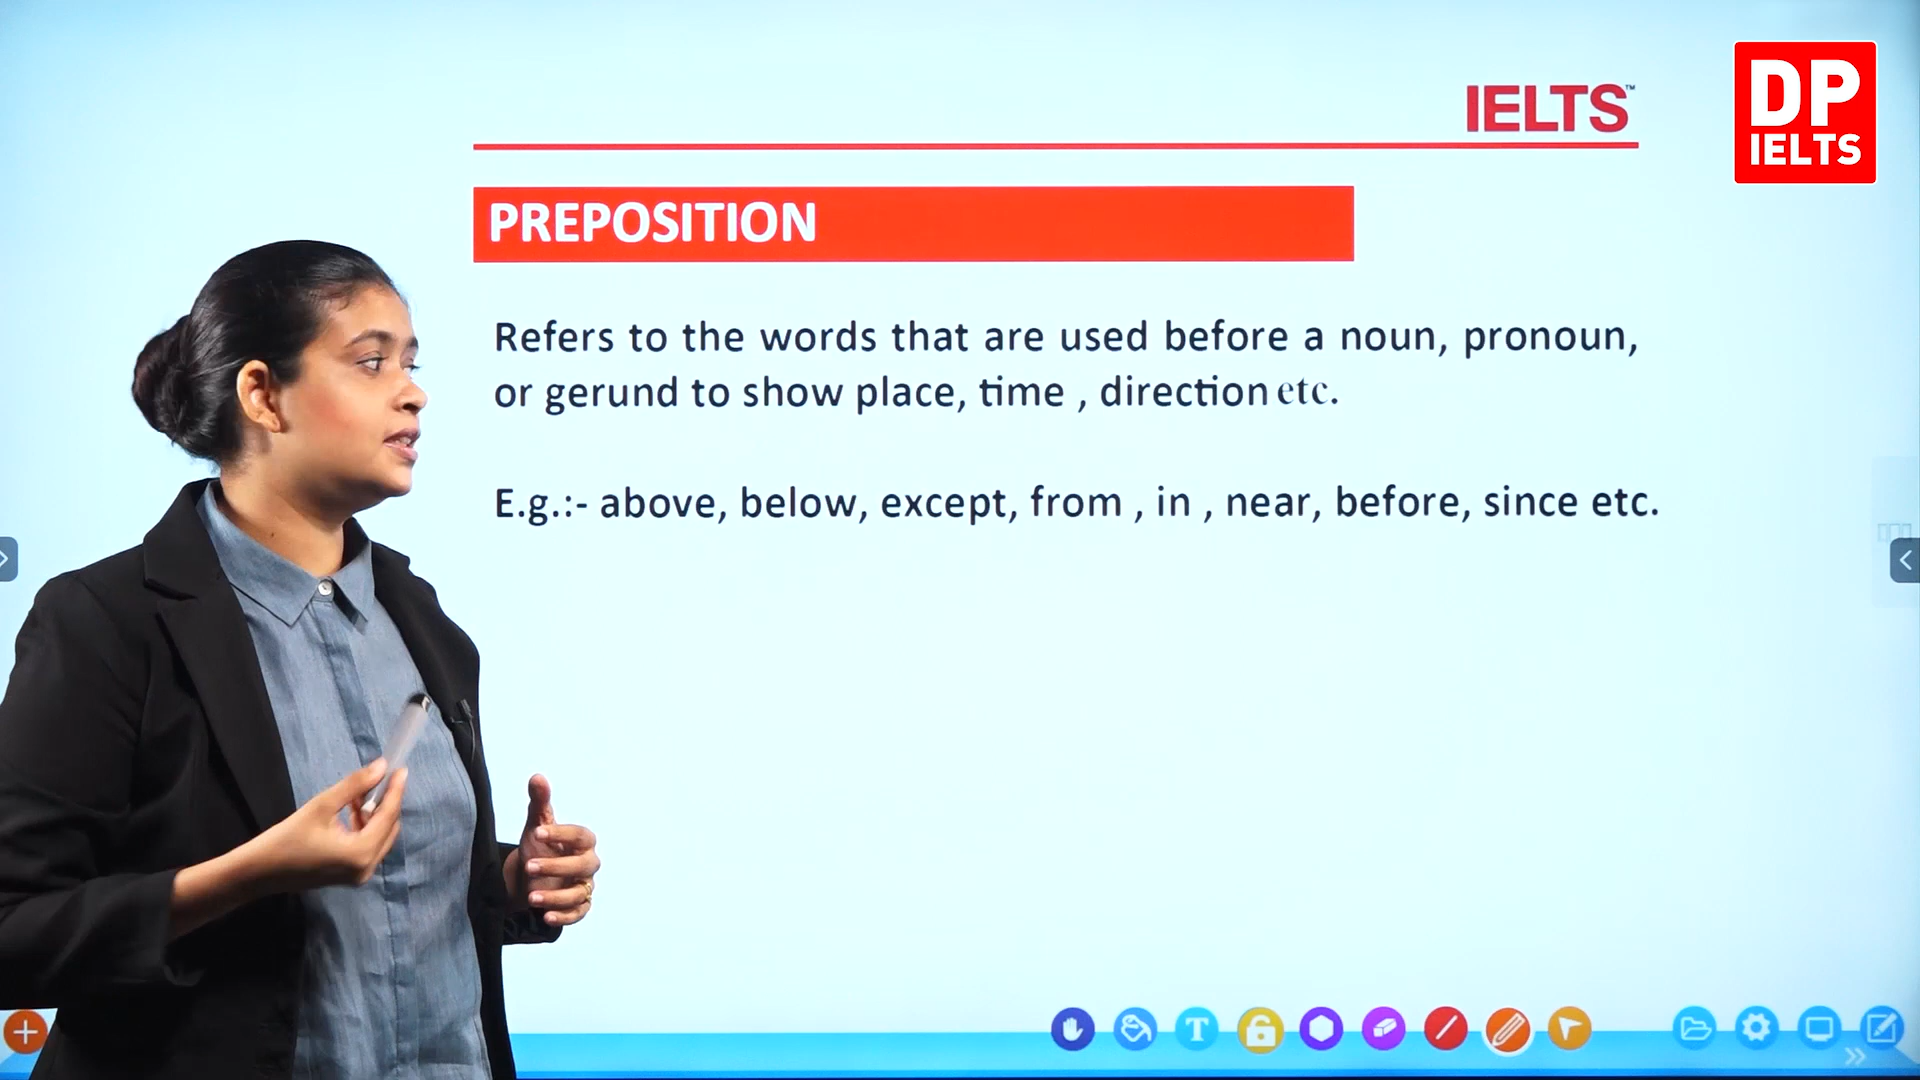 IELTS™
DP
IELTS
PREPOSITION
Refers to the words that are used before a noun, pronoun,
or gerund to show place, time , direction etc.
E.g.:- above, below, except, from , in , near, before, since etc.
T